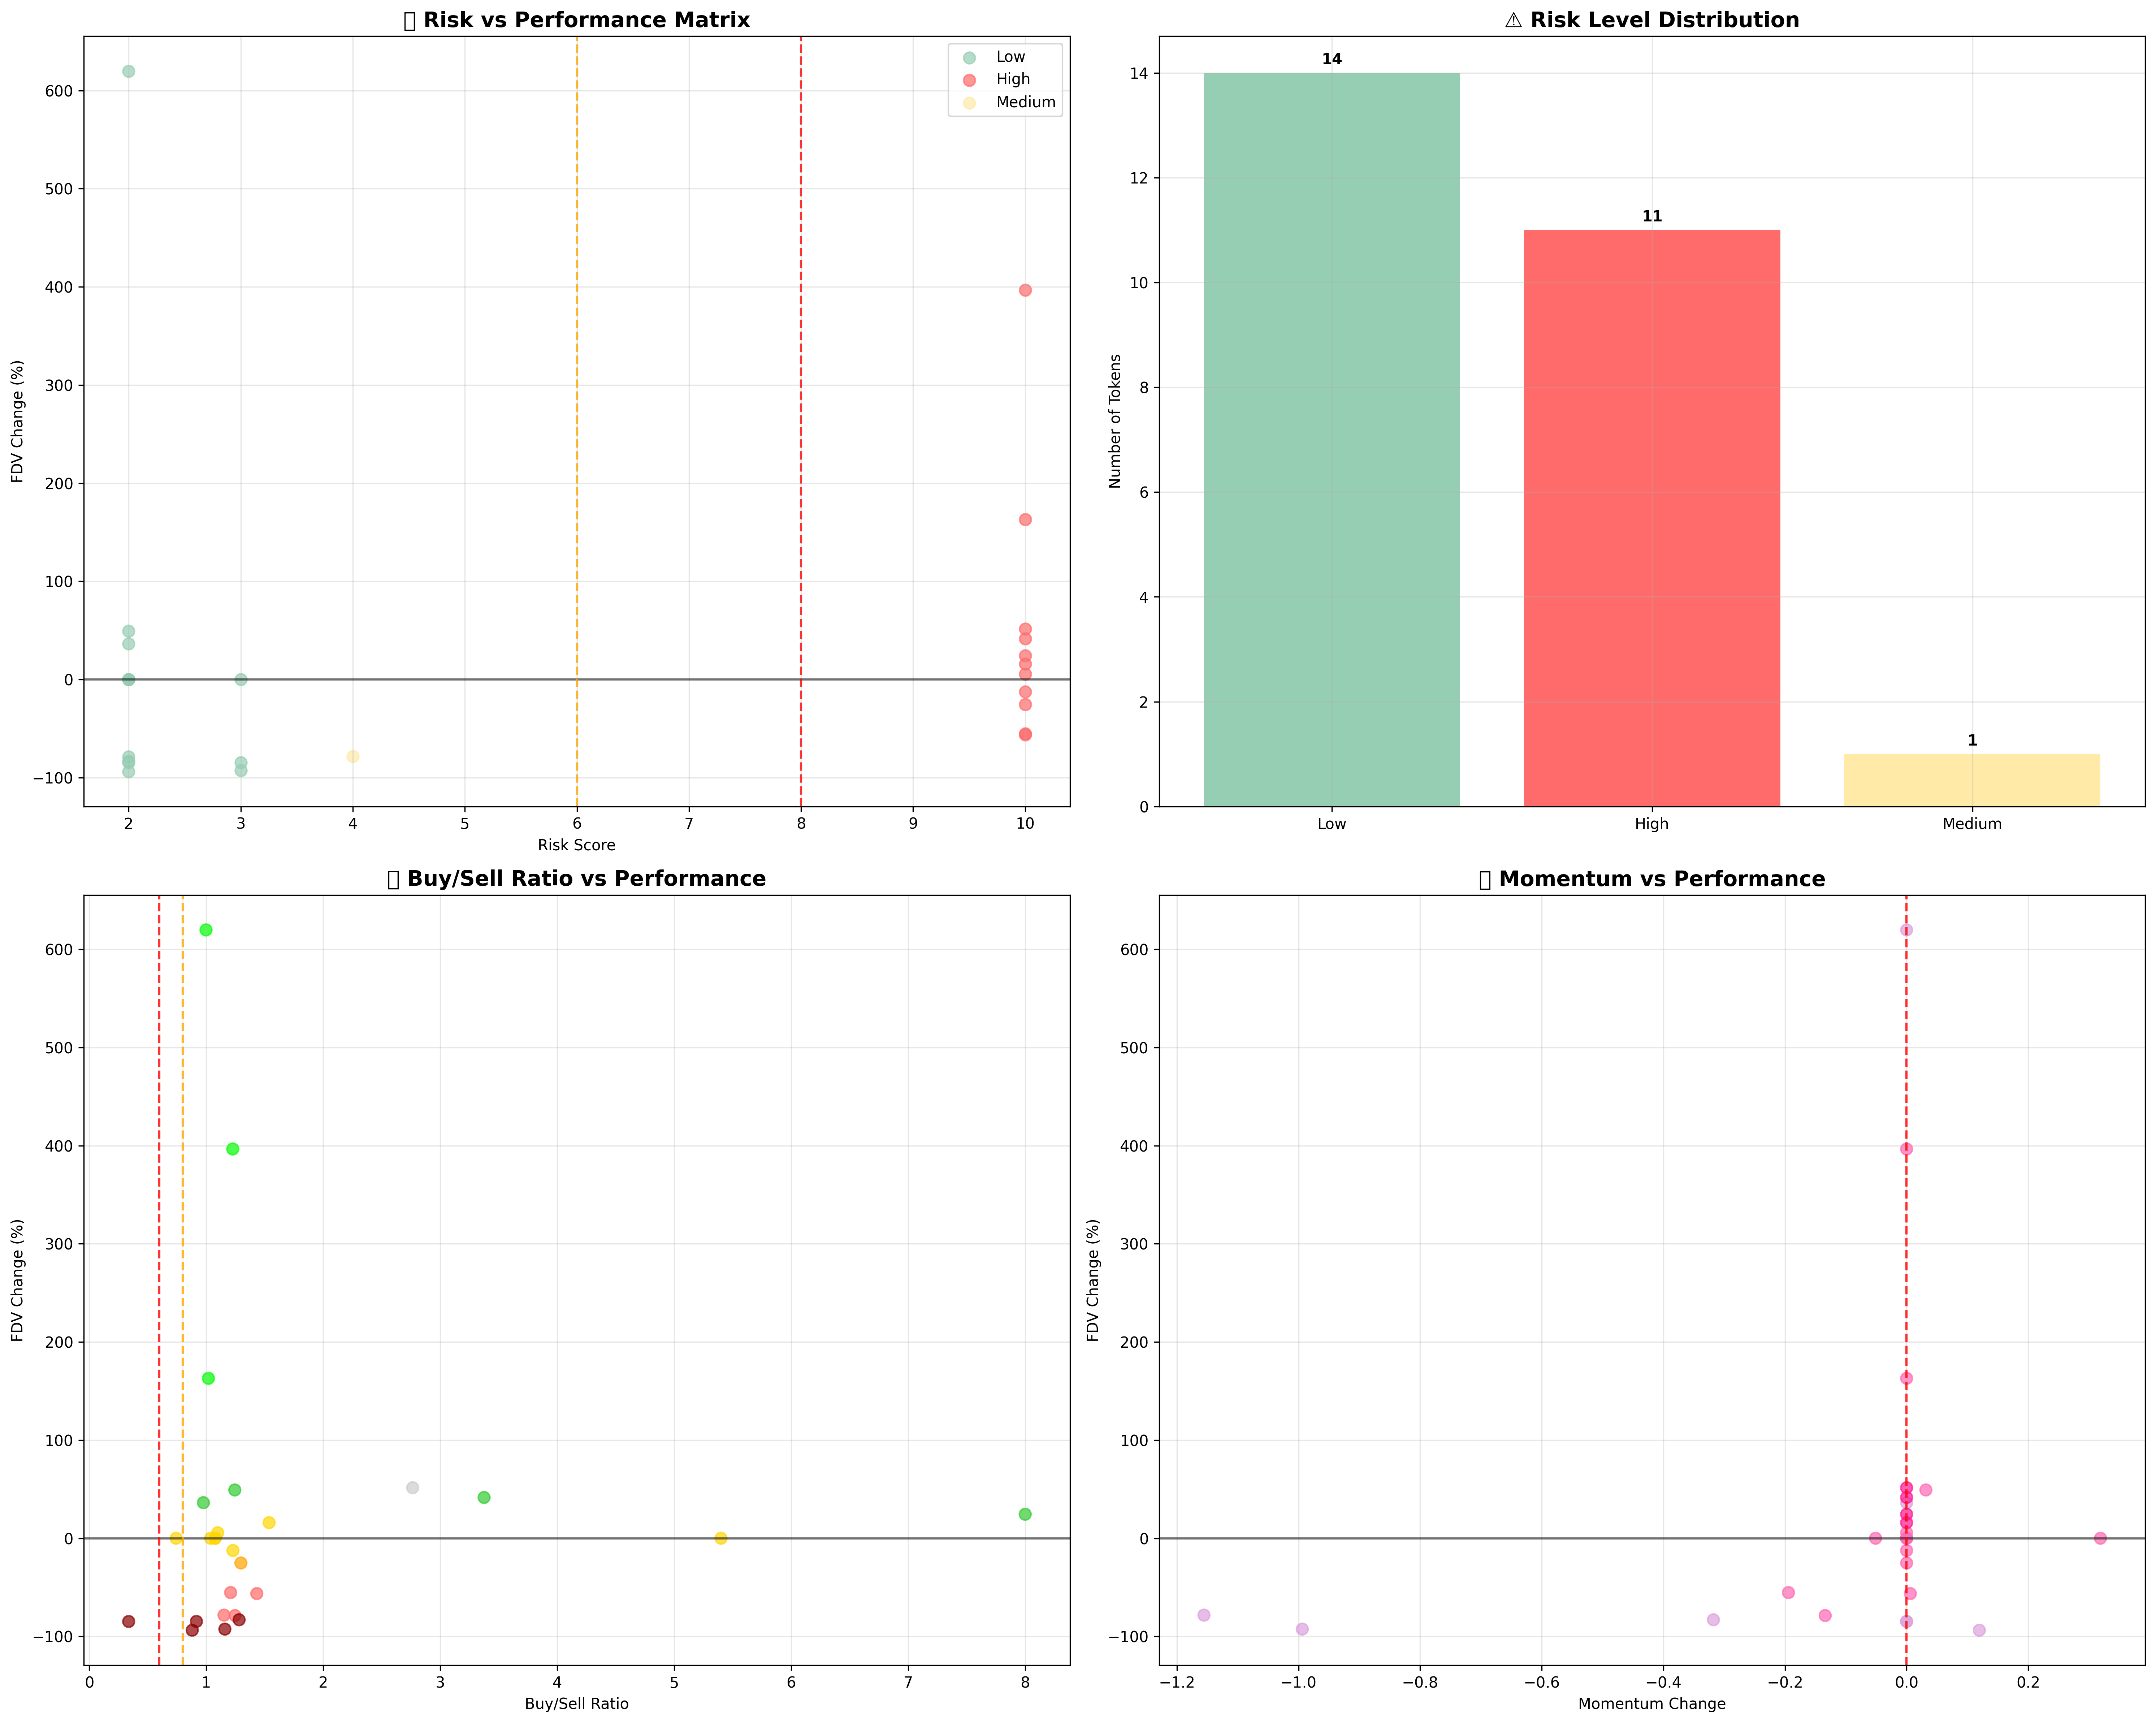 Risk vs Performance Matrix
Low
High
Medium
600
500
400
300
200
100
0
−100
FDV Change (%)
2 3 4 5 6 7 8 9 10
Risk Score
⚠ Risk Level Distribution
14
11
1
14
12
10
8
6
4
2
0
Number of Tokens
Low High Medium
Buy/Sell Ratio vs Performance
600
500
400
300
200
100
0
−100
FDV Change (%)
0 1 2 3 4 5 6 7 8
Buy/Sell Ratio
Momentum vs Performance
600
500
400
300
200
100
0
−100
FDV Change (%)
−1.2 −1.0 −0.8 −0.6 −0.4 −0.2 0.0 0.2
Momentum Change